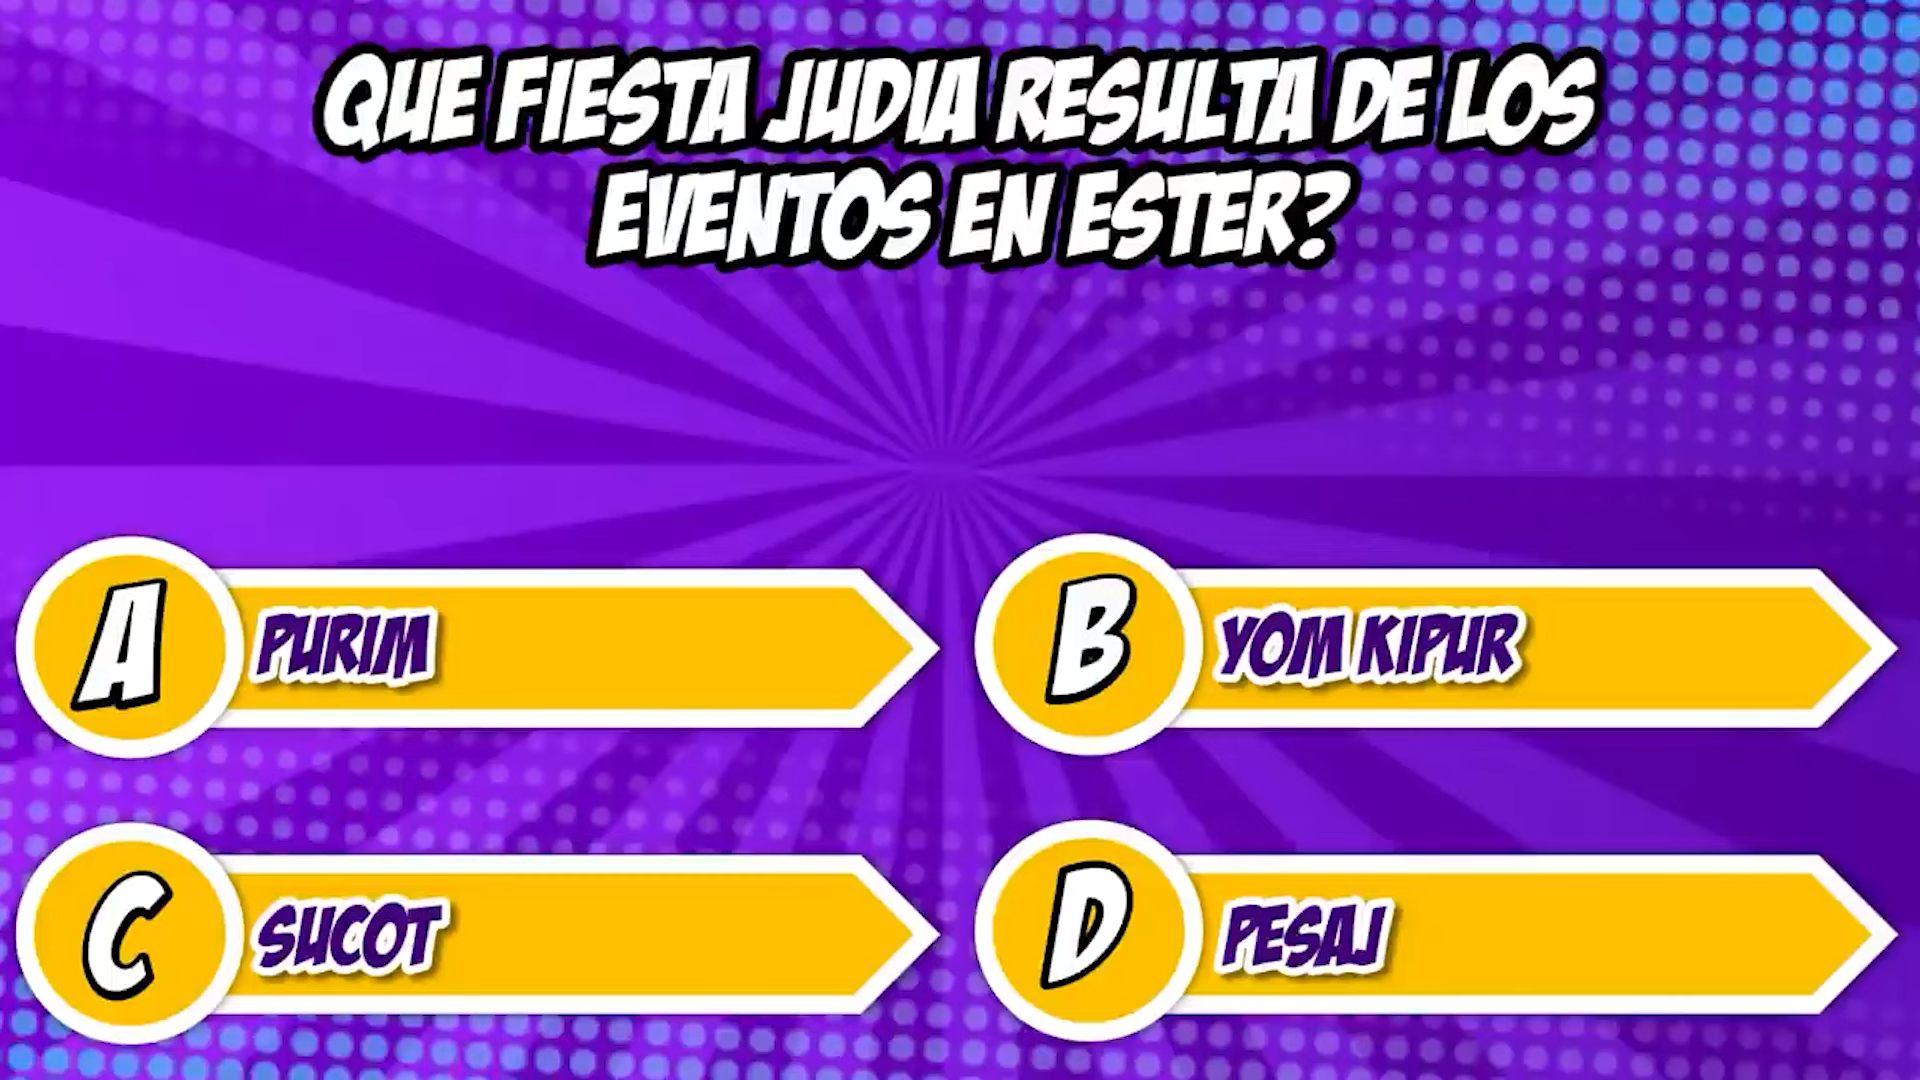 QUE FIESTA JUDIA RESULTA DE LOS
EVENTOS EN ESTER?
A PURIM
B YOM KIPUR
C SUCOT
D PESAJ